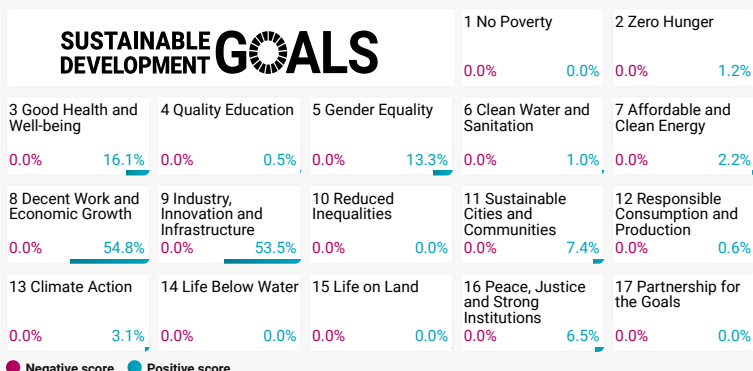 SUSTAINABLE
DEVELOPMENT
GOALS
1 No Poverty
0.0% 0.0%
2 Zero Hunger
0.0% 1.2%
3 Good Health and
Well-being
0.0% 16.1%
4 Quality Education
0.0% 0.5%
5 Gender Equality
0.0% 13.3%
6 Clean Water and
Sanitation
0.0% 1.0%
7 Affordable and
Clean Energy
0.0% 2.2%
8 Decent Work and
Economic Growth
0.0% 54.8%
9 Industry,
Innovation and
Infrastructure
0.0% 53.5%
10 Reduced
Inequalities
0.0% 0.0%
11 Sustainable
Cities and
Communities
0.0% 7.4%
12 Responsible
Consumption and
Production
0.0% 0.6%
13 Climate Action
0.0% 3.1%
14 Life Below Water
0.0% 0.0%
15 Life on Land
0.0% 0.0%
16 Peace, Justice
and Strong
Institutions
0.0% 6.5%
17 Partnership for
the Goals
0.0% 0.0%
Negative score Positive score